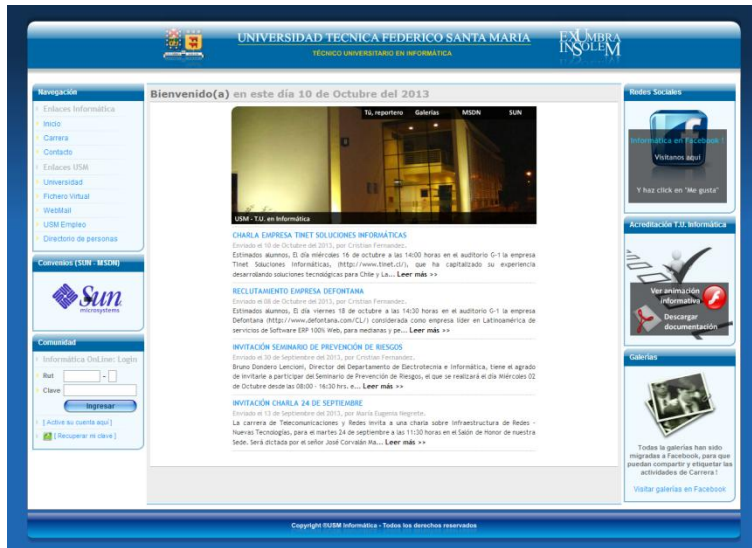 UNIVERSIDAD TECNICA FEDERICO SANTA MARIA
TÉCNICO UNIVERSITARIO EN INFORMÁTICA
EX UMBRA
IN SOLEM
Navegación
Enlaces Informática
Inicio
Carrera
Contacto
Enlaces USM
Universidad
Fichero Virtual
WebMail
USM Empleo
Directorio de personas
Convenios (SUN - MSDN)
Sun
microsystems
Comunidad
Informática OnLine: Login
Rut -
Clave
Ingresar
[ Active su cuenta aquí ]
[ Recuperar mi clave ]
Bienvenido(a) en este día 10 de Octubre del 2013
Tú, reportero Galerías MSDN SUN
USM - T.U. en Informática
CHARLA EMPRESA TINET SOLUCIONES INFORMÁTICAS
Enviado el 10 de Octubre del 2013, por Cristian Fernandez.
Estimados alumnos, El día miércoles 16 de octubre a las 14:00 horas en el auditorio G-1 la empresa
Tinet Soluciones Informáticas, (http://www.tinet.cl/), que ha capitalizado su experiencia
desarrollando soluciones tecnológicas para Chile y La... Leer más >>
RECLUTAMIENTO EMPRESA DEFONTANA
Enviado el 08 de Octubre del 2013, por Cristian Fernandez.
Estimados alumnos, El día viernes 18 de octubre a las 14:30 horas en el auditorio G-1 la empresa
Defontana (http://www.defontana.com/CL/) considerada como empresa líder en Latinoamérica de
servicios de Software ERP 100% Web, para medianas y pe... Leer más >>
INVITACIÓN SEMINARIO DE PREVENCIÓN DE RIESGOS
Enviado el 30 de Septiembre del 2013, por Cristian Fernandez.
Bruno Dondero Lencioni, Director del Departamento de Electrotecnia e Informática, tiene el agrado
de invitarle a participar del Seminario de Prevención de Riesgos, el que se realizará el día Miércoles 02
de Octubre desde las 08:00 - 16:30 hrs. e... Leer más >>
INVITACIÓN CHARLA 24 DE SEPTIEMBRE
Enviado el 13 de Septiembre del 2013, por María Eugenia Negrete.
La carrera de Telecomunicaciones y Redes invita a una charla sobre Infraestructura de Redes -
Nuevas Tecnologías, para el martes 24 de septiembre a las 11:30 horas en el Salón de Honor de nuestra
Sede. Será dictada por el señor José Corvalán Ma... Leer más >>
Redes Sociales
Informática en Facebook !
Visítanos aquí
Y haz click en "Me gusta"
Acreditación T.U. Informática
Ver animación
informativa
Descargar
documentación
Galerías
Todas la galerías han sido
migradas a Facebook, para que
puedan compartir y etiquetar las
actividades de Carrera !
Visitar galerías en Facebook
Copyright ®USM Informática - Todos los derechos reservados